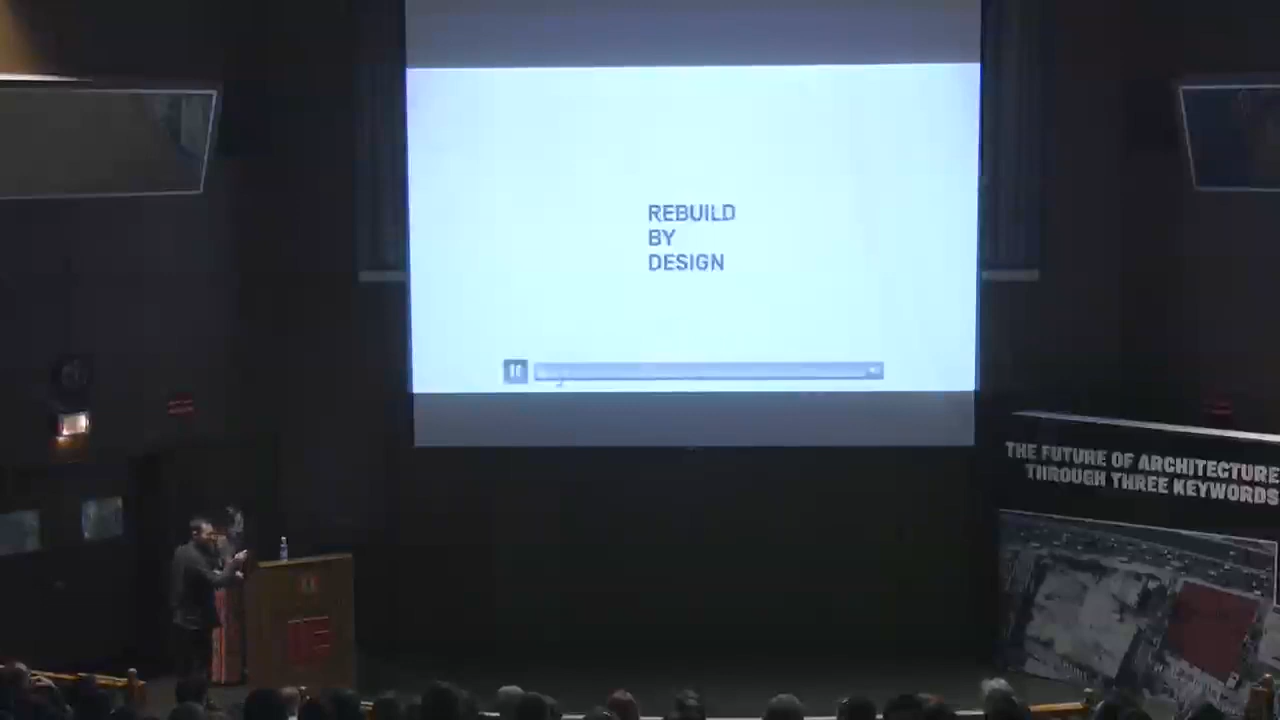 REBUILD
BY
DESIGN
THE FUTURE OF ARCHITECTURE
THROUGH THREE KEYWORDS